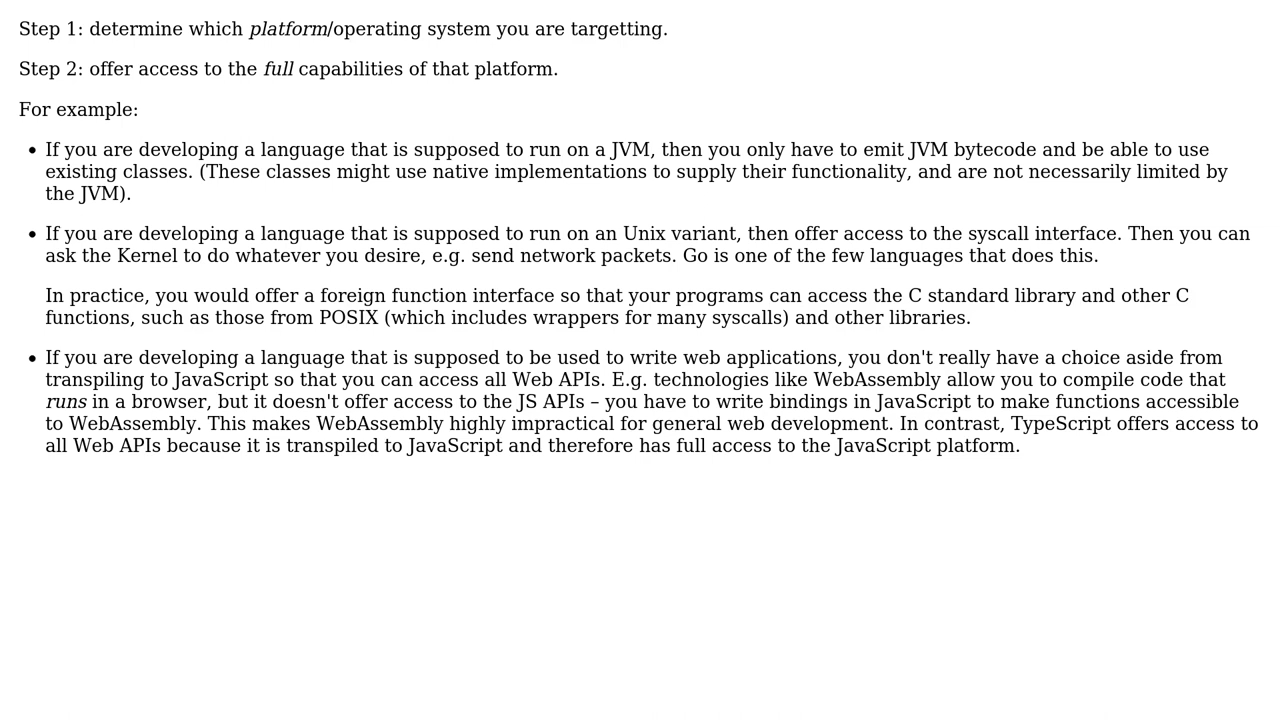 Step 1: determine which platform/operating system you are targetting.
Step 2: offer access to the full capabilities of that platform.
For example:
• If you are developing a language that is supposed to run on a JVM, then you only have to emit JVM bytecode and be able to use
existing classes. (These classes might use native implementations to supply their functionality, and are not necessarily limited by
the JVM).
• If you are developing a language that is supposed to run on an Unix variant, then offer access to the syscall interface. Then you can
ask the Kernel to do whatever you desire, e.g. send network packets. Go is one of the few languages that does this.
In practice, you would offer a foreign function interface so that your programs can access the C standard library and other C
functions, such as those from POSIX (which includes wrappers for many syscalls) and other libraries.
• If you are developing a language that is supposed to be used to write web applications, you don't really have a choice aside from
transpiling to JavaScript so that you can access all Web APIs. E.g. technologies like WebAssembly allow you to compile code that
runs in a browser, but it doesn't offer access to the JS APIs – you have to write bindings in JavaScript to make functions accessible
to WebAssembly. This makes WebAssembly highly impractical for general web development. In contrast, TypeScript offers access to
all Web APIs because it is transpiled to JavaScript and therefore has full access to the JavaScript platform.